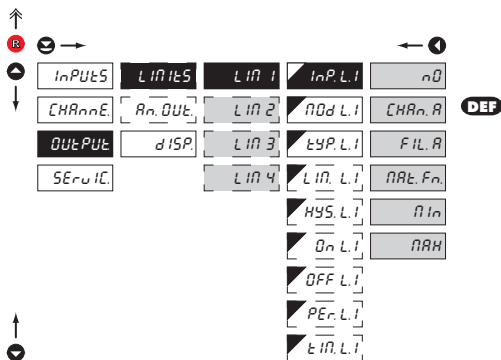 R
InPUtS LIMItS LIM 1 InP. L.1 nO
CHAnnE. An. OUt. LIM 2 MOd L.1 CHAn. A DEF
OUtPUt dISP. LIM 3 tYP. L.1 FIL. A
SErvIC. LIM 4 LIM. L.1 MAt. Fn.
HYS. L.1 MIn
On L.1 MAX
OFF L.1
PEr. L.1
tIM. L.1